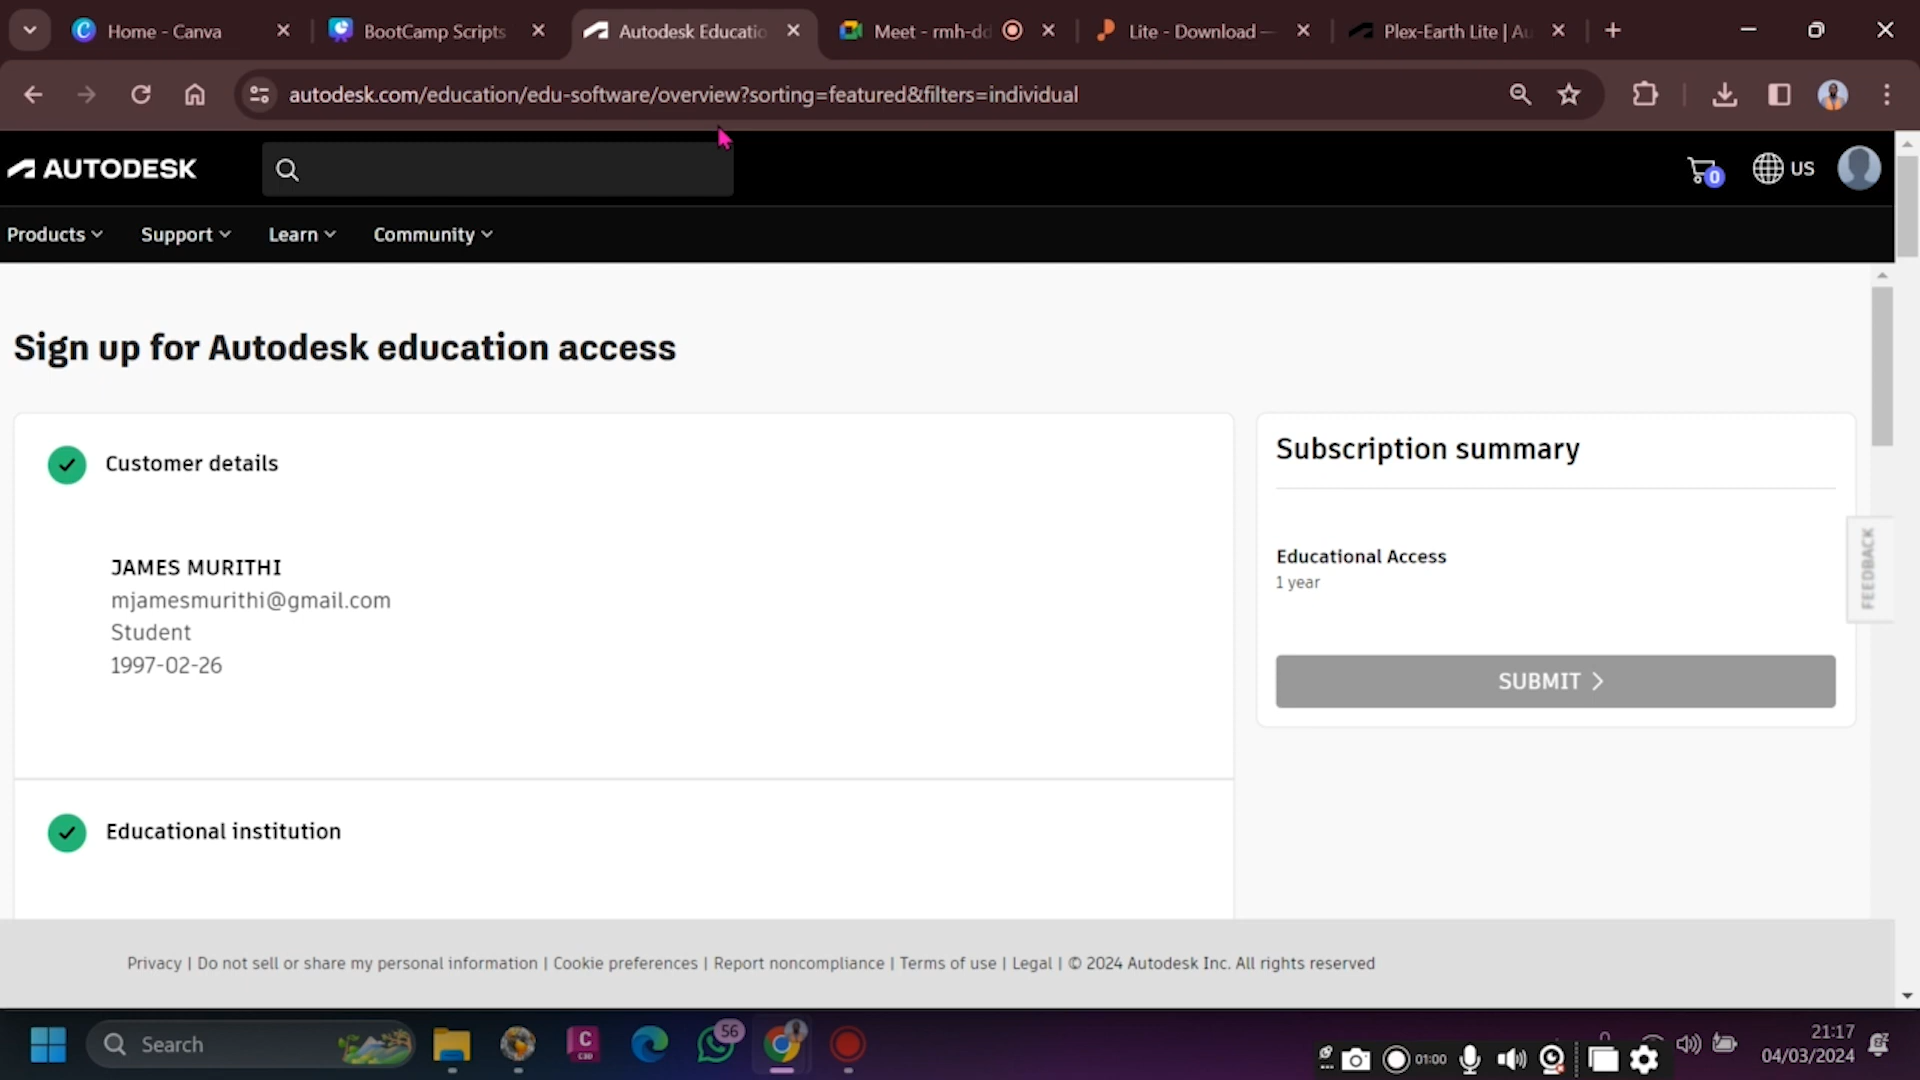 Home - Canva
BootCamp Scripts
Autodesk Educatio
Meet - rmh-dd
Lite - Download —
Plex-Earth Lite | Au
autodesk.com/education/edu-software/overview?sorting=featured&filters=individual
AUTODESK
0
US
Products
Support
Learn
Community
Sign up for Autodesk education access
Customer details
JAMES MURITHI
mjamesmurithi@gmail.com
Student
1997-02-26
Educational institution
Subscription summary
Educational Access
1 year
SUBMIT >
FEEDBACK
Privacy | Do not sell or share my personal information | Cookie preferences | Report noncompliance | Terms of use | Legal | © 2024 Autodesk Inc. All rights reserved
Search
C
C3D
56
01:00
21:17
04/03/2024